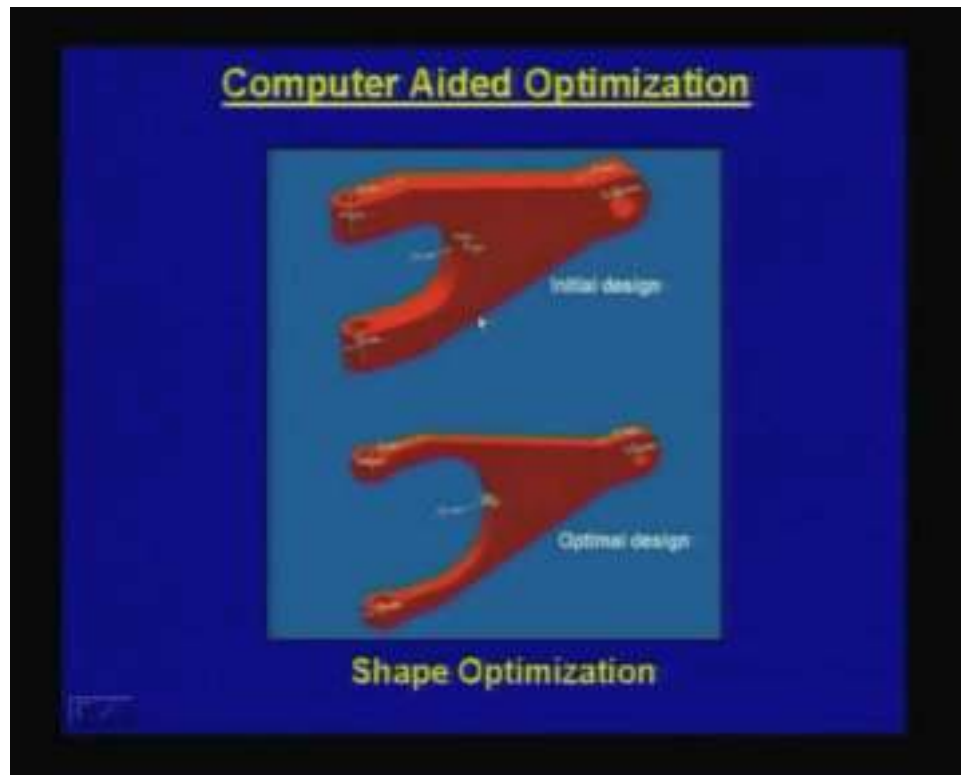 Computer Aided Optimization
Initial design
Optimal design
Shape Optimization